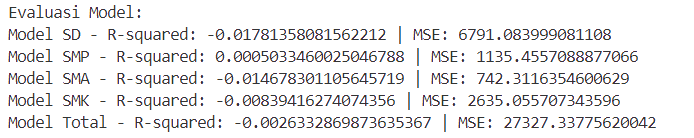 Evaluasi Model:
Model SD - R-squared: -0.01781358081562212 | MSE: 6791.083999081108
Model SMP - R-squared: 0.0005033460025046788 | MSE: 1135.4557088877066
Model SMA - R-squared: -0.014678301105645719 | MSE: 742.3116354600629
Model SMK - R-squared: -0.00839416274074356 | MSE: 2635.055707343596
Model Total - R-squared: -0.0026332869873635367 | MSE: 27327.33775620042